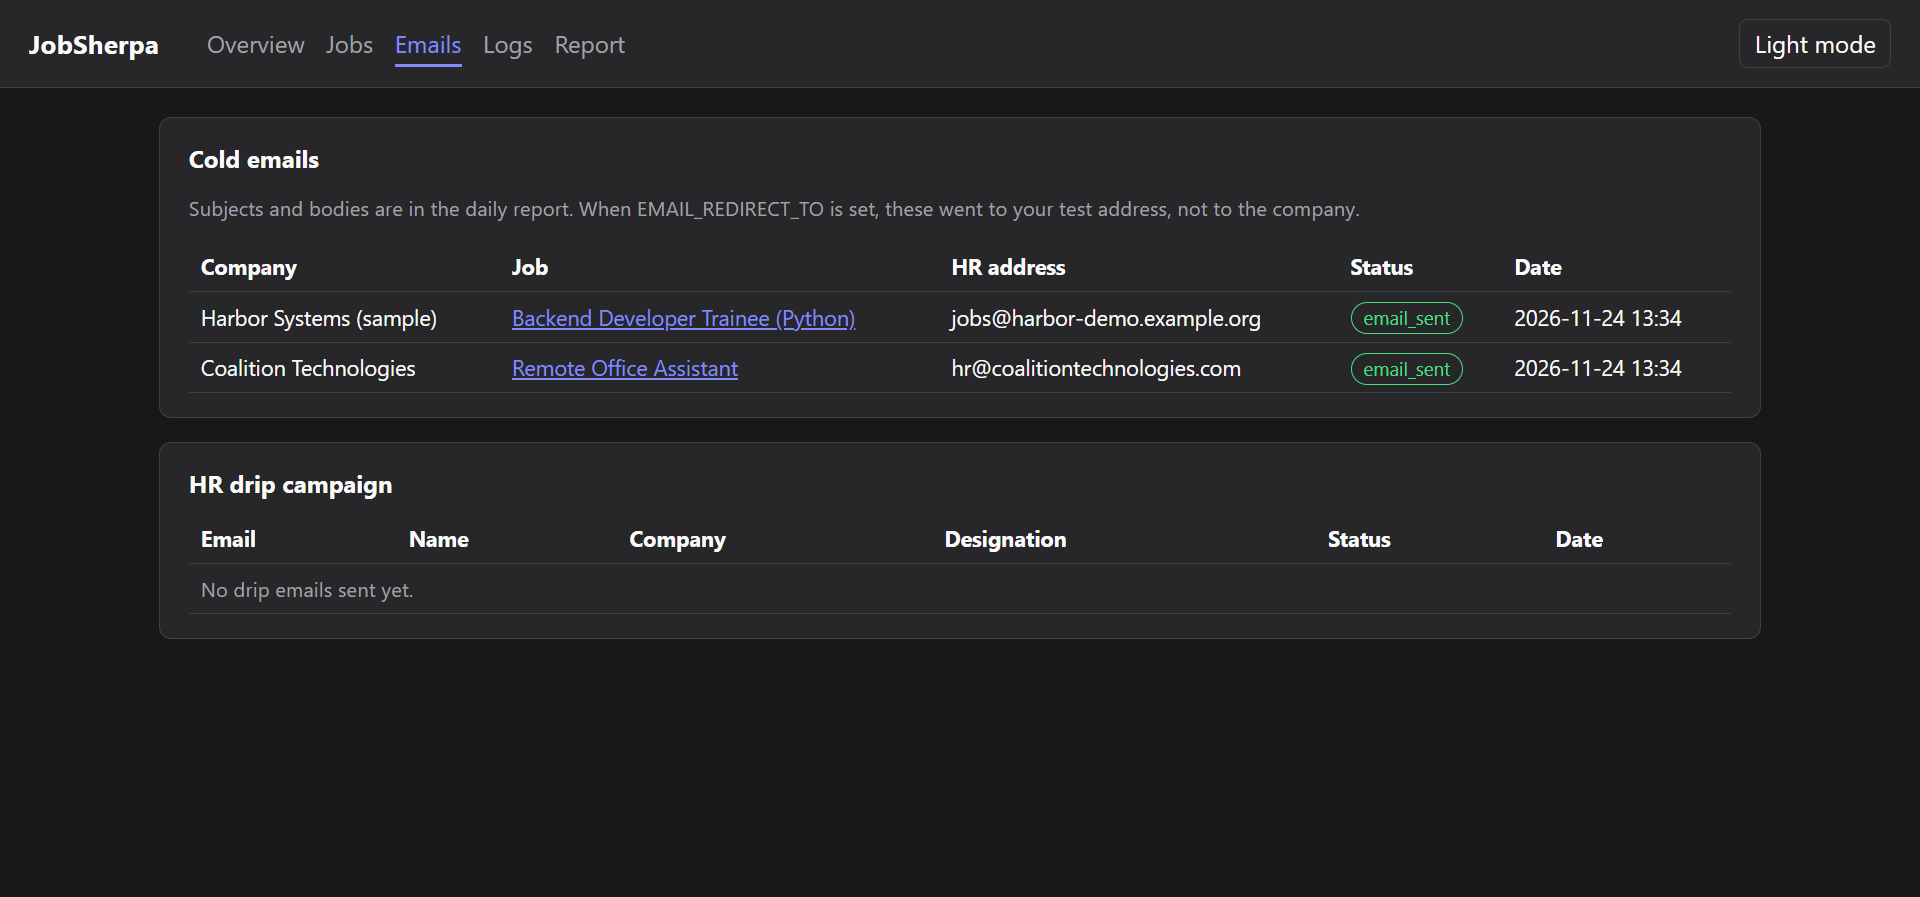 JobSherpa Overview Jobs Emails Logs Report Light mode
Cold emails
Subjects and bodies are in the daily report. When EMAIL_REDIRECT_TO is set, these went to your test address, not to the company.
Company Job HR address Status Date
Harbor Systems (sample) Backend Developer Trainee (Python) jobs@harbor-demo.example.org email_sent 2026-11-24 13:34
Coalition Technologies Remote Office Assistant hr@coalitiontechnologies.com email_sent 2026-11-24 13:34
HR drip campaign
Email Name Company Designation Status Date
No drip emails sent yet.